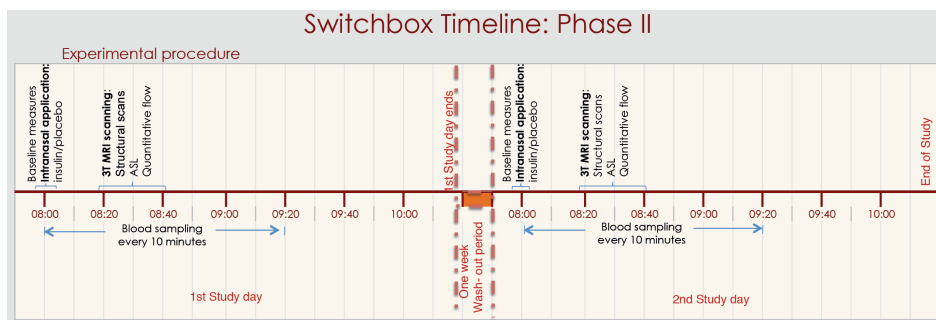 Switchbox Timeline: Phase II
Experimental procedure
Baseline measures
Intranasal application:
insulin/placebo
3T MRI scanning:
Structural scans
ASL
Quantitative flow
1st Study day ends
Baseline measures
Intranasal application:
insulin/placebo
3T MRI scanning:
Structural scans
ASL
Quantitative flow
End of Study
08:00 08:20 08:40 09:00 09:20 09:40 10:00 08:00 08:20 08:40 09:00 09:20 09:40 10:00
Blood sampling
every 10 minutes
One week
Wash- out period
Blood sampling
every 10 minutes
1st Study day
2nd Study day